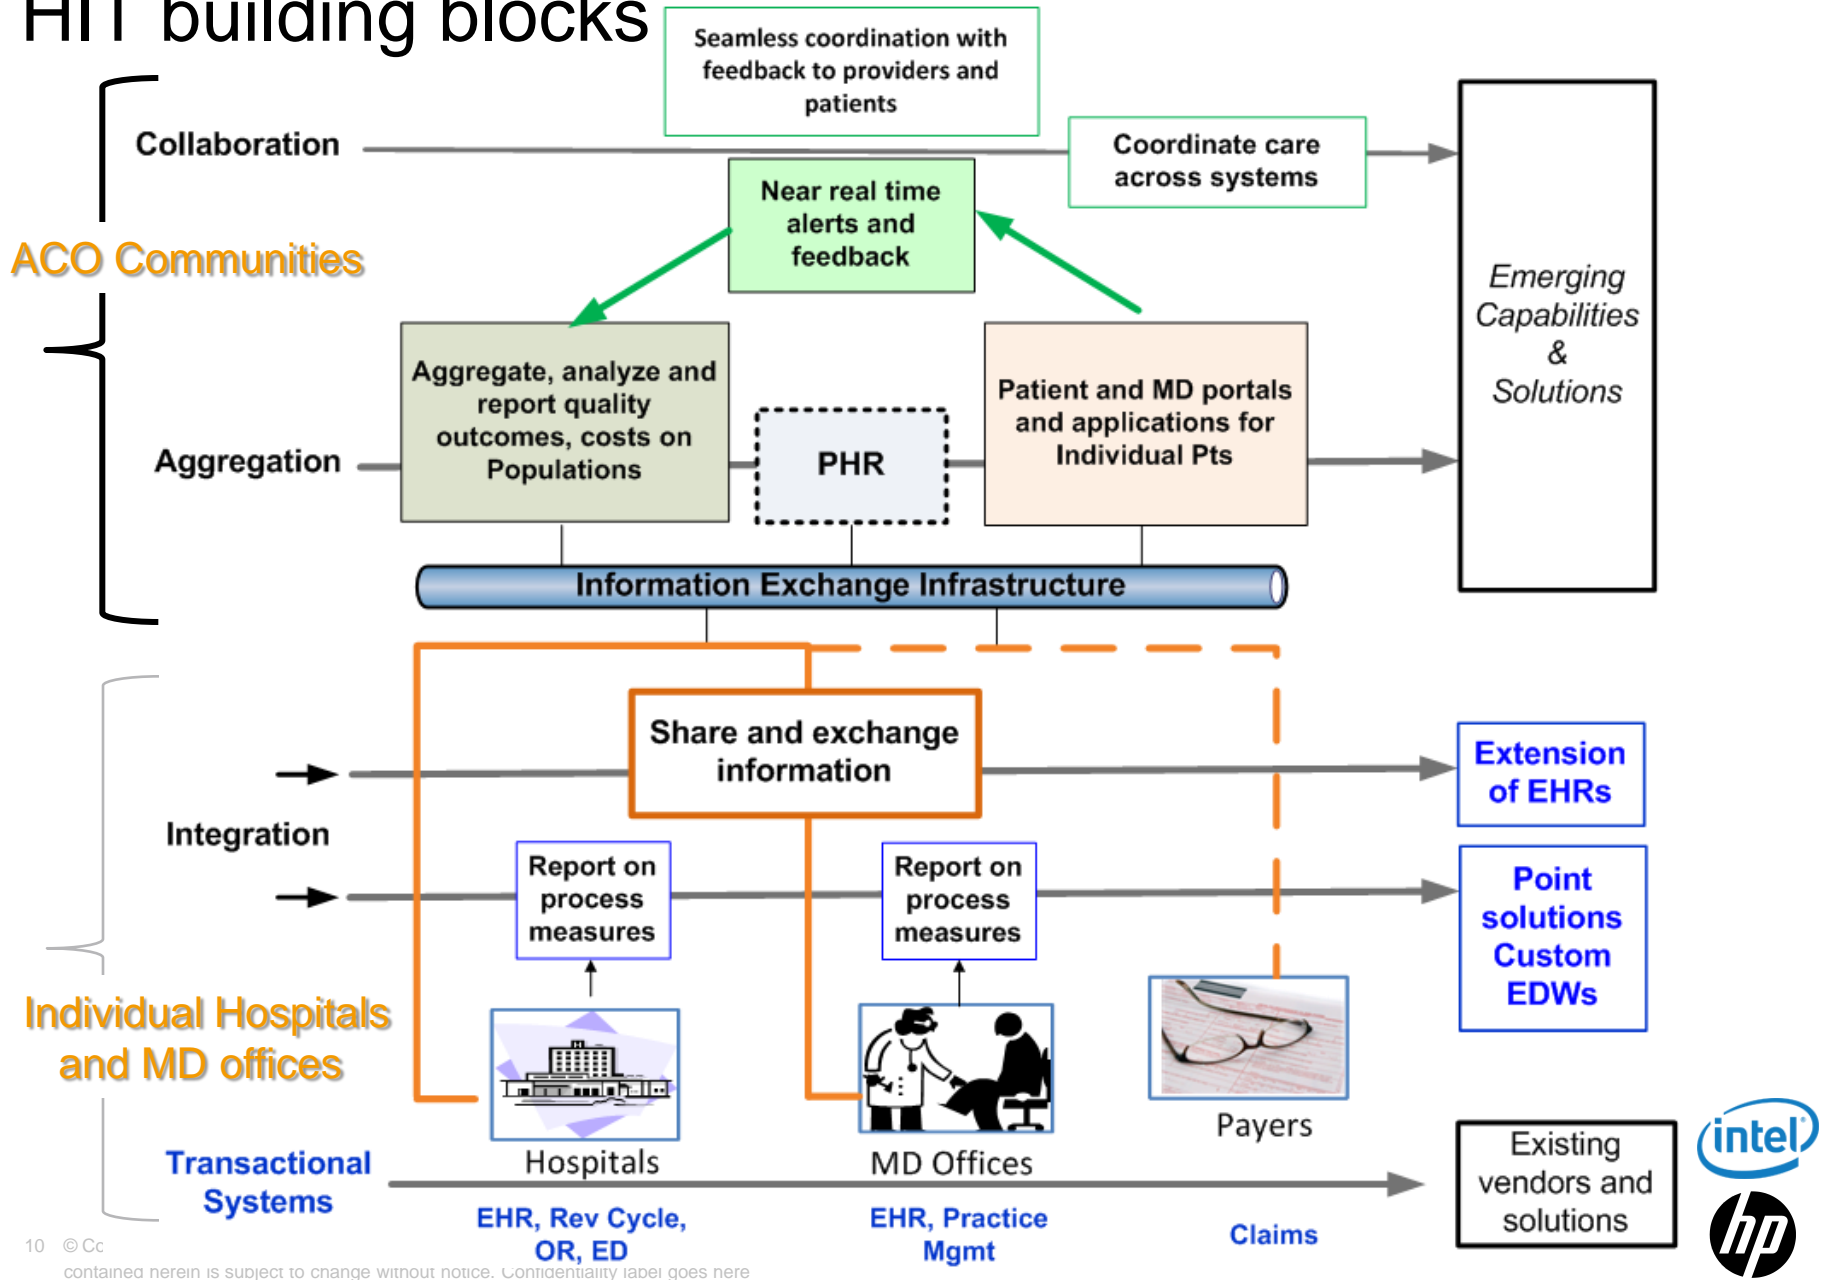 HIT building blocks
Seamless coordination with
feedback to providers and
patients
Collaboration
Coordinate care
across systems
Near real time
alerts and
feedback
ACO Communities
Emerging
Capabilities
&
Solutions
Aggregate, analyze and
report quality
outcomes, costs on
Populations
Patient and MD portals
and applications for
Individual Pts
Aggregation
PHR
Information Exchange Infrastructure
Share and exchange
information
Extension
of EHRs
Integration
Report on
process
measures
Report on
process
measures
Point
solutions
Custom
EDWs
Individual Hospitals
and MD offices
Payers
Hospitals
MD Offices
Transactional
Systems
EHR, Rev Cycle,
OR, ED
EHR, Practice
Mgmt
Claims
Existing
vendors and
solutions
intel
hp
10 ©
contained herein is subject to change without notice. Confidentiality label goes here